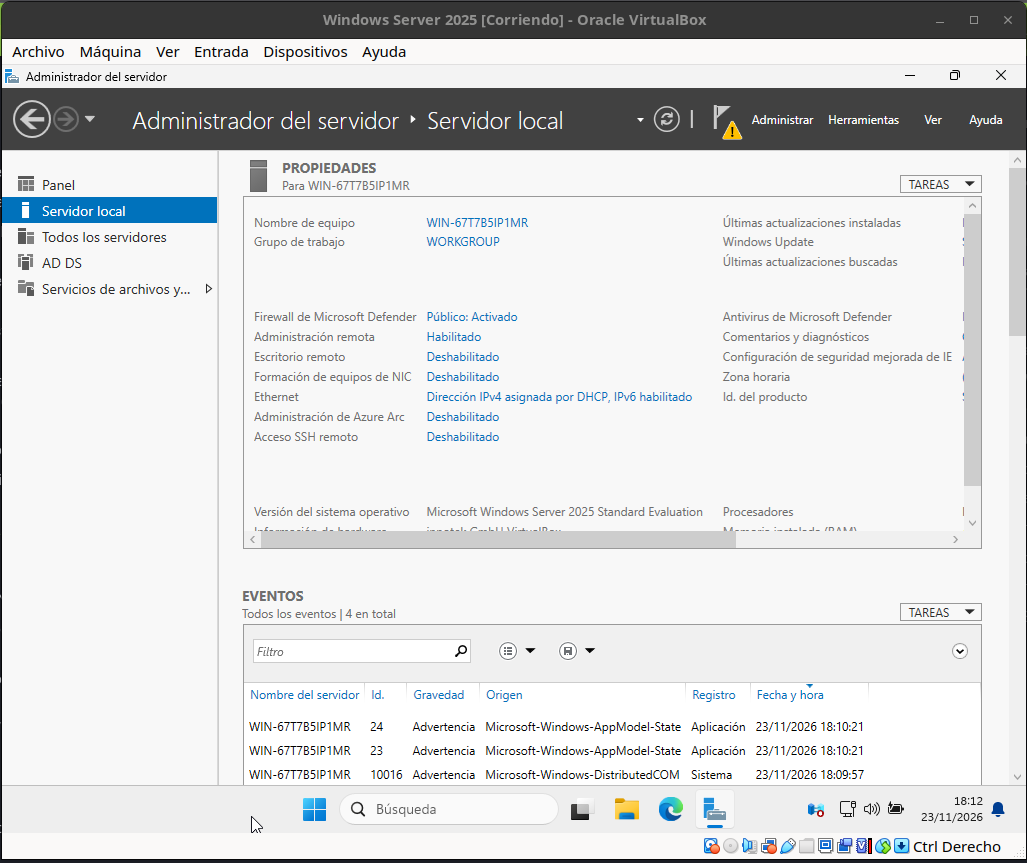 Windows Server 2025 [Corriendo] - Oracle VirtualBox
Archivo Máquina Ver Entrada Dispositivos Ayuda
Administrador del servidor
Administrador del servidor Servidor local Administrar Herramientas Ver Ayuda
Panel
Servidor local
Todos los servidores
AD DS
Servicios de archivos y...
PROPIEDADES
Para WIN-67T7B5IP1MR
TAREAS
Nombre de equipo WIN-67T7B5IP1MR Últimas actualizaciones instaladas
Grupo de trabajo WORKGROUP Windows Update
Últimas actualizaciones buscadas
Firewall de Microsoft Defender Público: Activado Antivirus de Microsoft Defender
Administración remota Habilitado Comentarios y diagnósticos
Escritorio remoto Deshabilitado Configuración de seguridad mejorada de IE
Formación de equipos de NIC Deshabilitado Zona horaria
Ethernet Dirección IPv4 asignada por DHCP, IPv6 habilitado Id. del producto
Administración de Azure Arc Deshabilitado
Acceso SSH remoto Deshabilitado
Versión del sistema operativo Microsoft Windows Server 2025 Standard Evaluation Procesadores
Información de hardware innotek GmbH VirtualBox Memoria instalada (RAM)
EVENTOS
Todos los eventos | 4 en total
TAREAS
Filtro
Nombre del servidor Id. Gravedad Origen Registro Fecha y hora
WIN-67T7B5IP1MR 24 Advertencia Microsoft-Windows-AppModel-State Aplicación 23/11/2026 18:10:21
WIN-67T7B5IP1MR 23 Advertencia Microsoft-Windows-AppModel-State Aplicación 23/11/2026 18:10:21
WIN-67T7B5IP1MR 10016 Advertencia Microsoft-Windows-DistributedCOM Sistema 23/11/2026 18:09:57
Búsqueda
18:12
23/11/2026
Ctrl Derecho